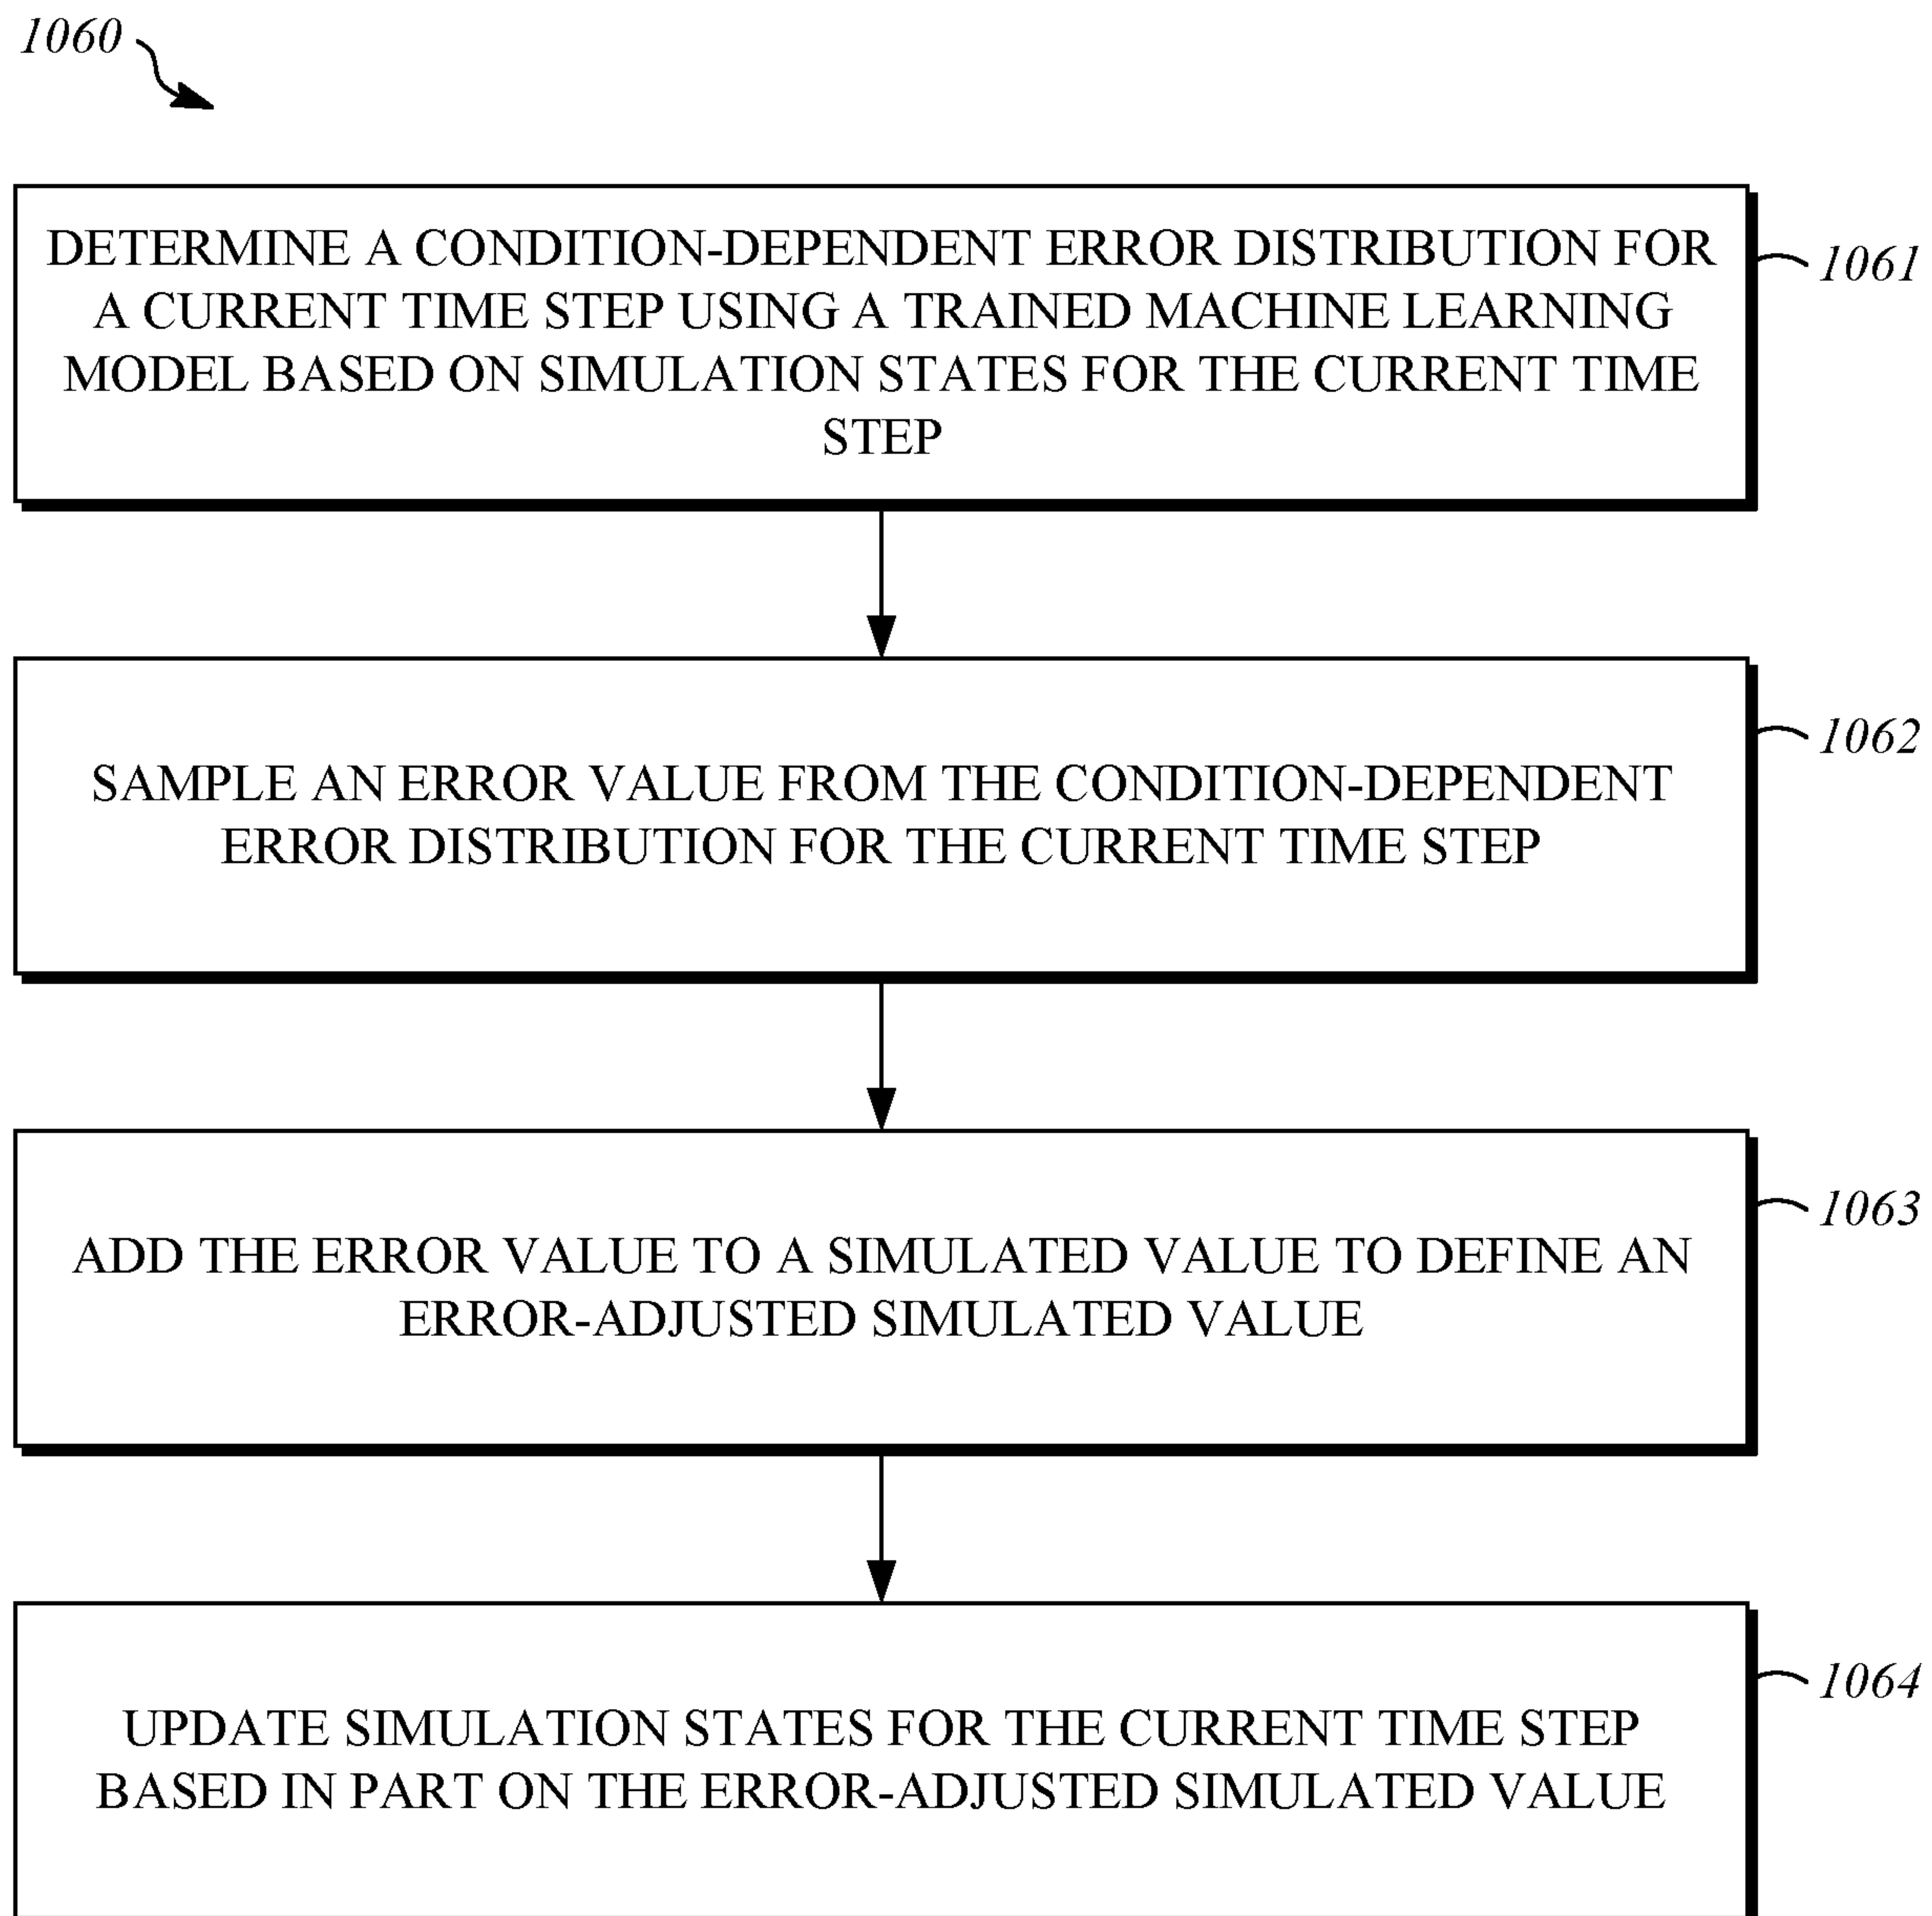 1060
DETERMINE A CONDITION-DEPENDENT ERROR DISTRIBUTION FOR
A CURRENT TIME STEP USING A TRAINED MACHINE LEARNING
MODEL BASED ON SIMULATION STATES FOR THE CURRENT TIME
STEP
1061
SAMPLE AN ERROR VALUE FROM THE CONDITION-DEPENDENT
ERROR DISTRIBUTION FOR THE CURRENT TIME STEP
1062
ADD THE ERROR VALUE TO A SIMULATED VALUE TO DEFINE AN
ERROR-ADJUSTED SIMULATED VALUE
1063
UPDATE SIMULATION STATES FOR THE CURRENT TIME STEP
BASED IN PART ON THE ERROR-ADJUSTED SIMULATED VALUE
1064